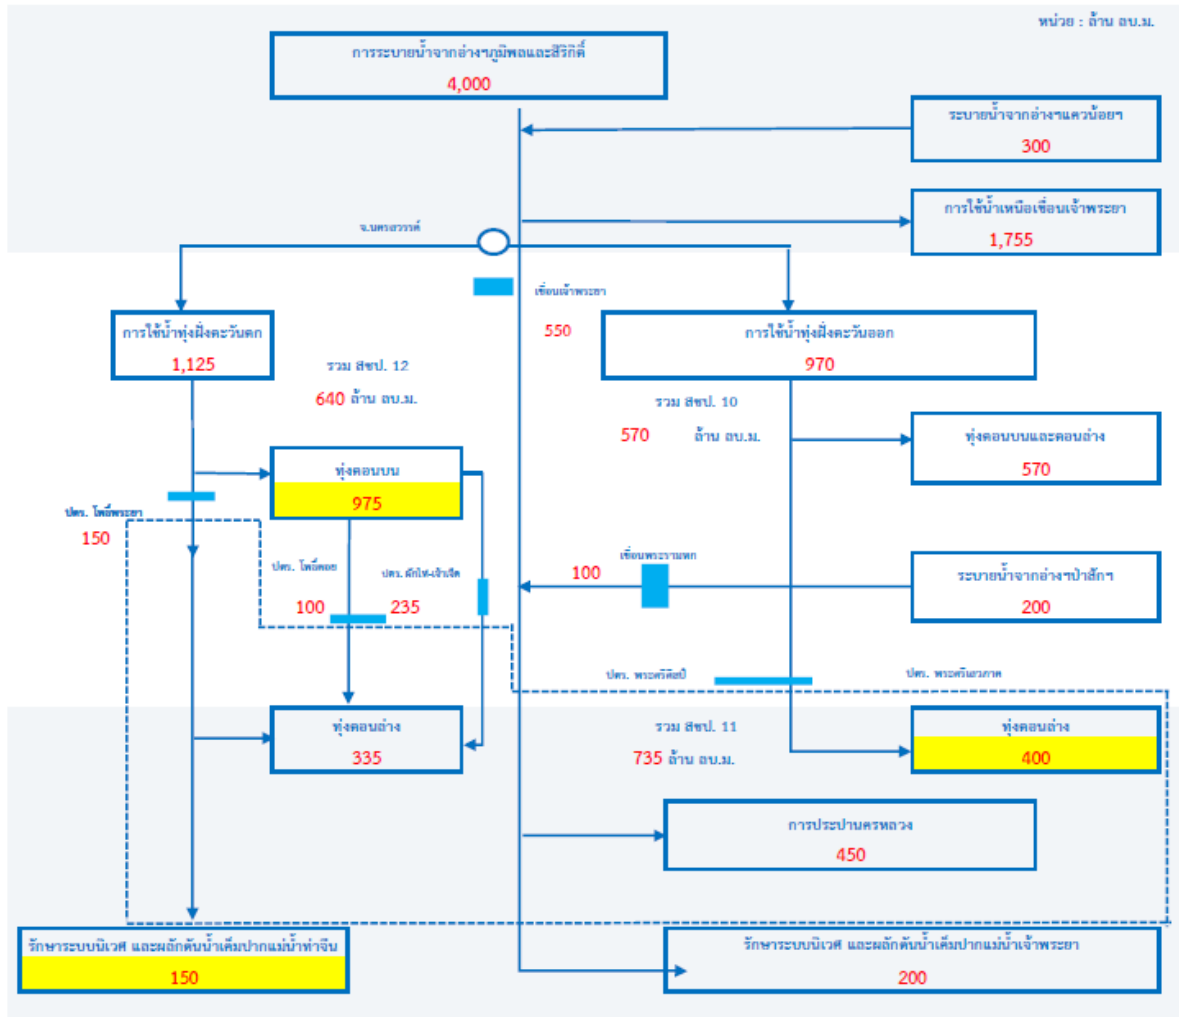 หน่วย : ล้าน ลบ.ม.
การระบายน้ำจากอ่างฯภูมิพลและสิริกิติ์
4,000
ระบายน้ำจากอ่างฯแควน้อยฯ
300
การใช้น้ำเหนือเขื่อนเจ้าพระยา
1,755
จ.นครสวรรค์
เขื่อนเจ้าพระยา
550
การใช้น้ำทุ่งฝั่งตะวันตก
1,125
การใช้น้ำทุ่งฝั่งตะวันออก
970
รวม สชป. 12
640 ล้าน ลบ.ม.
รวม สชป. 10
570 ล้าน ลบ.ม.
ทุ่งตอนบนและตอนล่าง
570
ทุ่งตอนบน
975
ปตร. โพธิ์พระยา
150
ปตร. โพธิ์คอย
100
ปตร. ผักไห่-เจ้าเจ็ด
235
เขื่อนพระรามหก
100
ระบายน้ำจากอ่างฯป่าสักฯ
200
ปตร. พระศรีศิลป์
ปตร. พระศรีเสาวภาค
ทุ่งตอนล่าง
335
รวม สชป. 11
735 ล้าน ลบ.ม.
ทุ่งตอนล่าง
400
การประปานครหลวง
450
รักษาระบบนิเวศ และผลักดันน้ำเค็มปากแม่น้ำท่าจีน
150
รักษาระบบนิเวศ และผลักดันน้ำเค็มปากแม่น้ำเจ้าพระยา
200